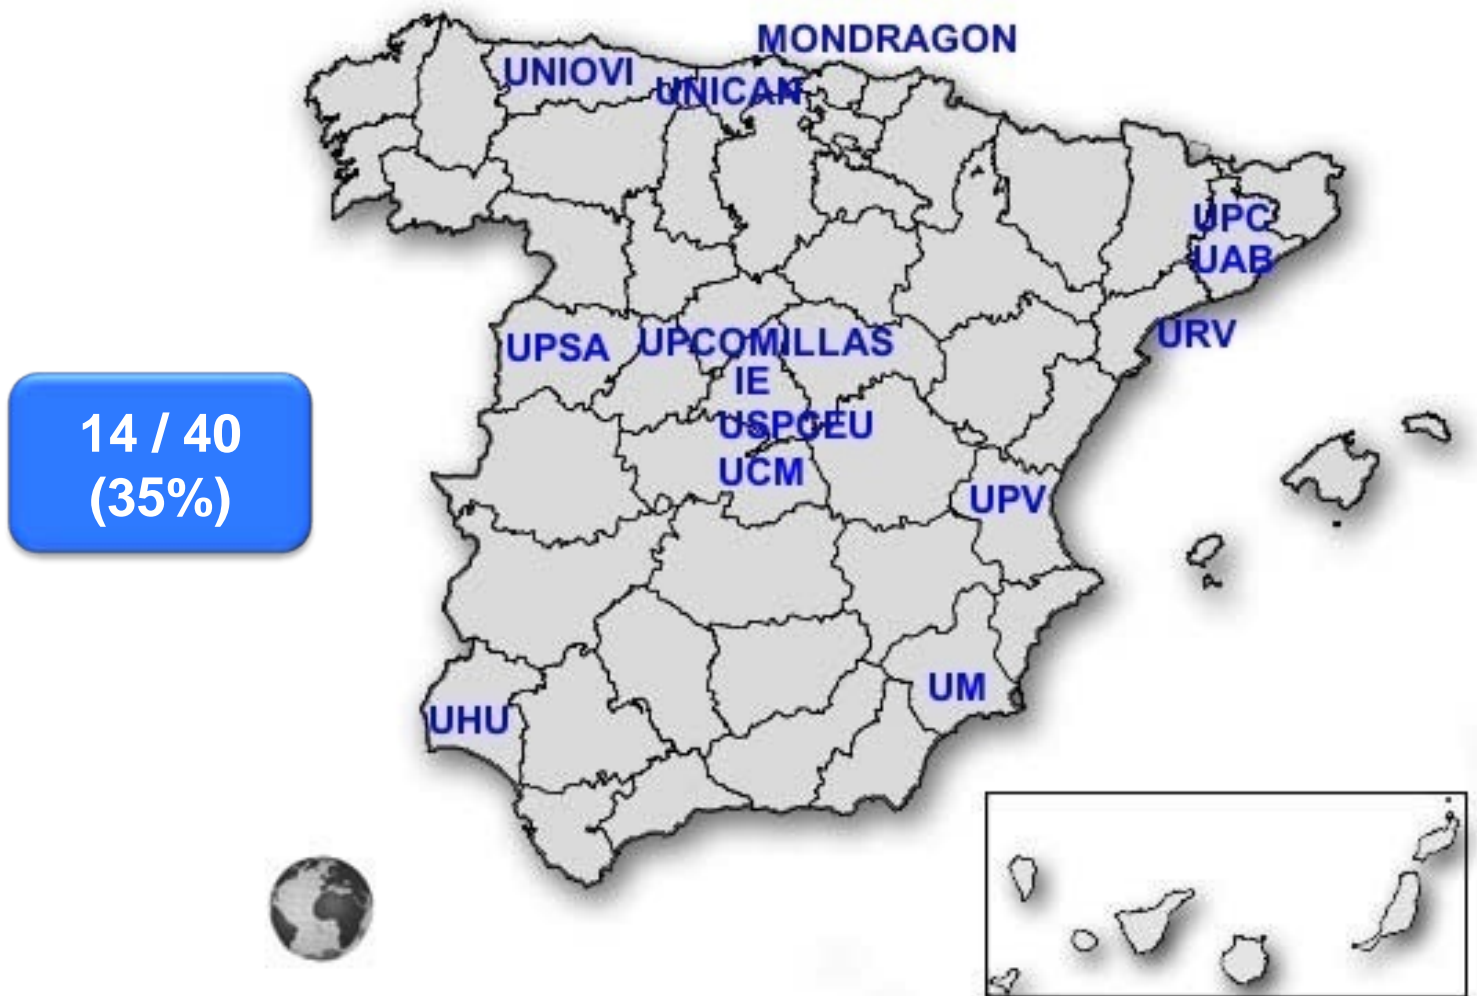 MONDRAGON
UNIOVI
UNICAN
UPC
UAB
URV
UPSA
UPCOMILLAS
IE
USPCEU
UCM
UPV
14 / 40
(35%)
UM
UHU